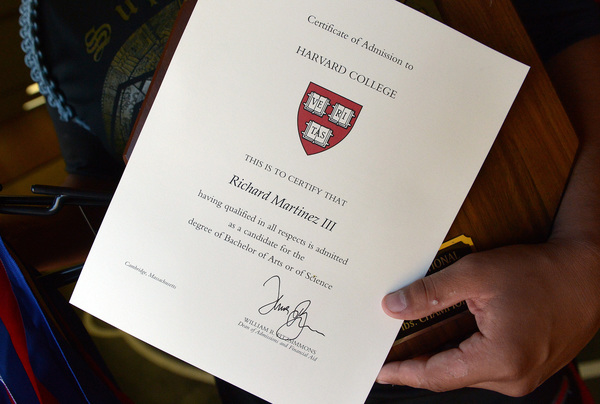 Certificate of Admission to
HARVARD COLLEGE
VE RI
TAS
THIS IS TO CERTIFY THAT
Richard Martinez III
having qualified in all respects is admitted
as a candidate for the
degree of Bachelor of Arts or of Science
Cambridge, Massachusetts
WILLIAM R.
Dean of Admissions and Financial Aid